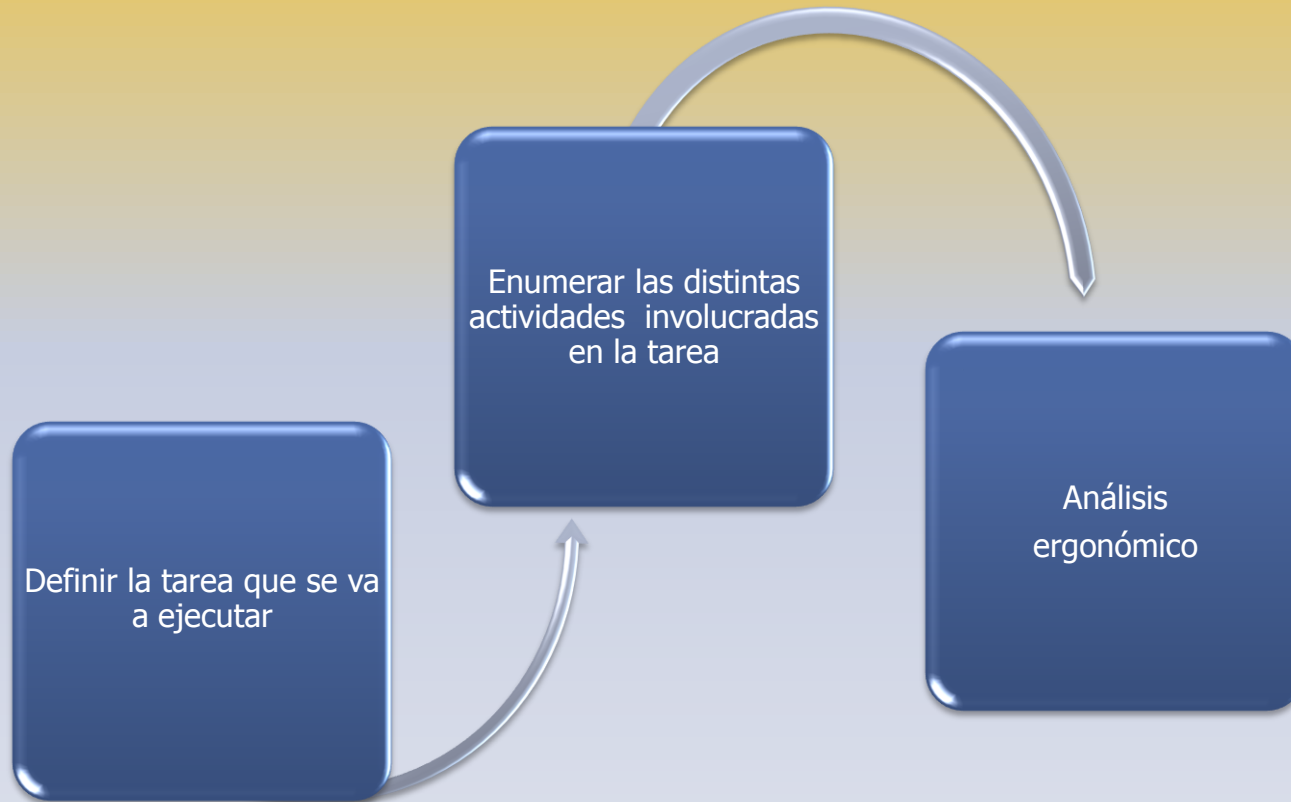 Definir la tarea que se va
a ejecutar
Enumerar las distintas
actividades involucradas
en la tarea
Análisis
ergonómico